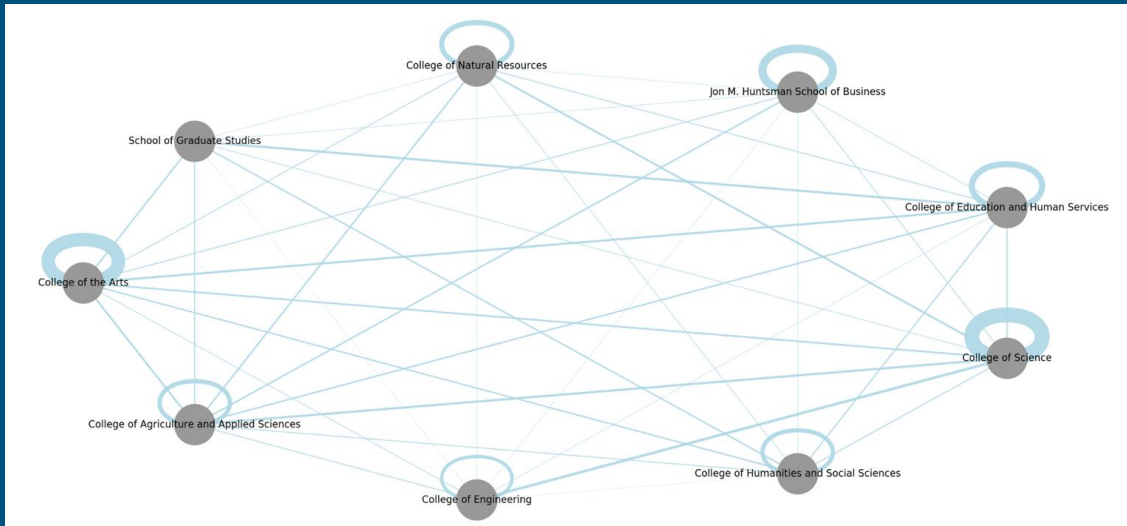 College of Natural Resources
Jon M. Huntsman School of Business
School of Graduate Studies
College of Education and Human Services
College of the Arts
College of Science
College of Agriculture and Applied Sciences
College of Humanities and Social Sciences
College of Engineering